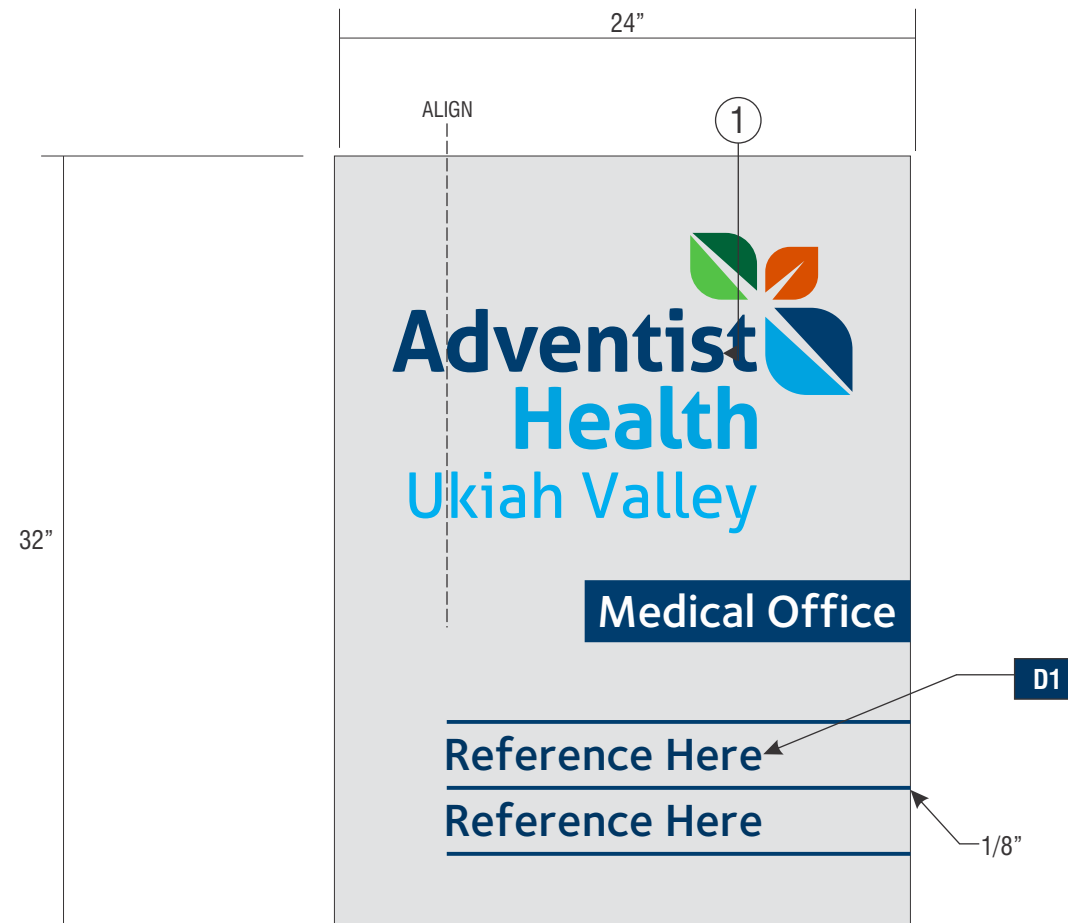 24”
ALIGN
1
Adventist
Health
Ukiah Valley
32”
Medical Office
D1
Reference Here
Reference Here
1/8”